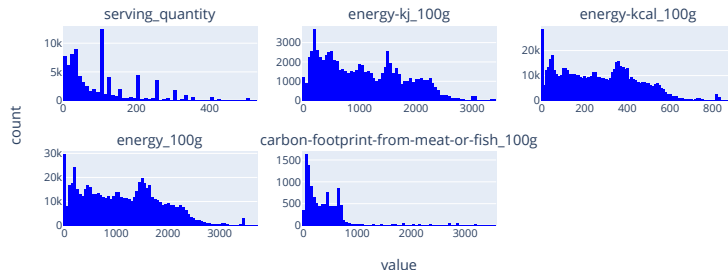 serving_quantity
energy-kj_100g
energy-kcal_100g
10k
5k
0
0
200
400
3000
2000
1000
0
0
1000
2000
3000
20k
10k
0
0
200
400
600
800
count
energy_100g
carbon-footprint-from-meat-or-fish_100g
30k
20k
10k
0
0
1000
2000
3000
1500
1000
500
0
0
1000
2000
3000
value